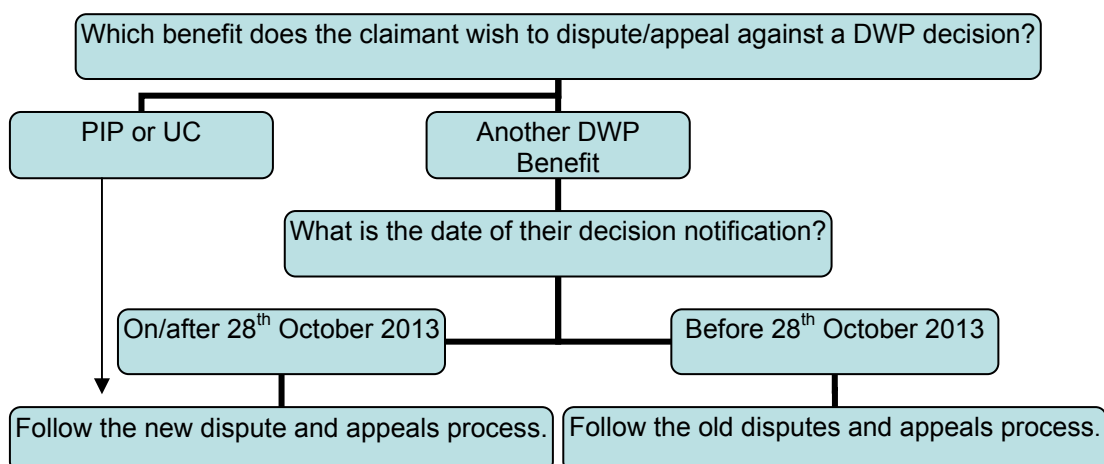 Which benefit does the claimant wish to dispute/appeal against a DWP decision?
PIP or UC
Another DWP
Benefit
What is the date of their decision notification?
On/after 28th October 2013
Before 28th October 2013
Follow the new dispute and appeals process.
Follow the old disputes and appeals process.